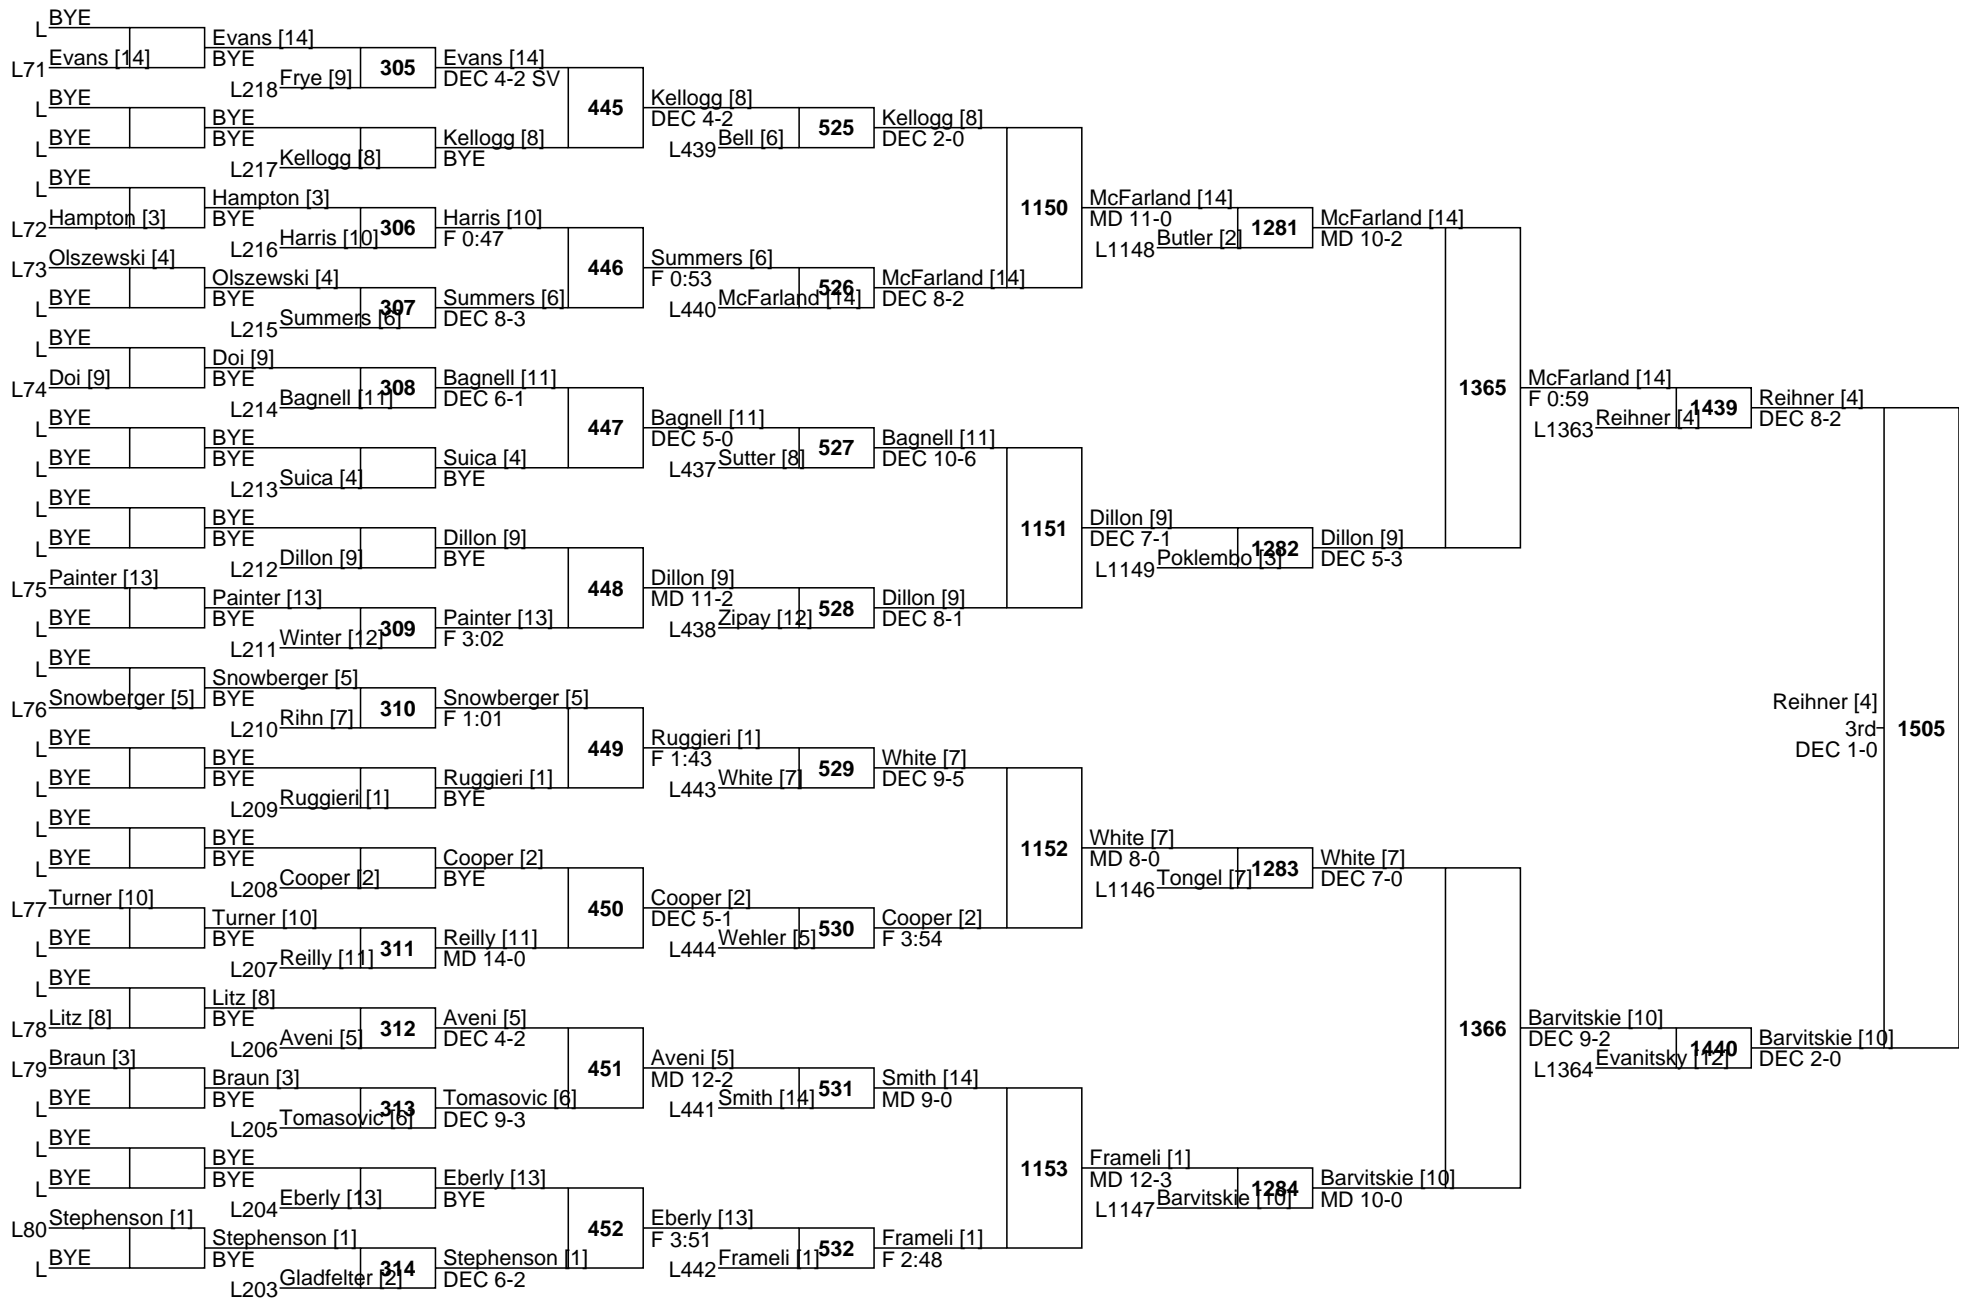 BYE
L
Evans [14]
L71
Evans [14]
BYE
L218
Frye [9]
305
Evans [14]
DEC 4-2 SV
BYE
L
BYE
L
BYE
BYE
L217
Kellogg [8]
Kellogg [8]
BYE
445
Kellogg [8]
DEC 4-2
L439
Bell [6]
525
Kellogg [8]
DEC 2-0
BYE
L
Hampton [3]
L72
Hampton [3]
BYE
L216
Harris [10]
306
Harris [10]
F 0:47
L73
Olszewski [4]
BYE
L
Olszewski [4]
BYE
L215
Summers [6]
307
Summers [6]
DEC 8-3
446
Summers [6]
F 0:53
L440
McFarland [14]
526
McFarland [14]
DEC 8-2
1150
McFarland [14]
MD 11-0
L1148
Butler [2]
1281
McFarland [14]
MD 10-2
BYE
L
Doi [9]
L74
Doi [9]
BYE
L214
Bagnell [11]
308
Bagnell [11]
DEC 6-1
BYE
L
BYE
L
BYE
BYE
L213
Suica [4]
Suica [4]
BYE
447
Bagnell [11]
DEC 5-0
L437
Sutter [8]
527
Bagnell [11]
DEC 10-6
BYE
L
BYE
L
BYE
BYE
L212
Dillon [9]
Dillon [9]
BYE
L75
Painter [13]
BYE
L
Painter [13]
BYE
L211
Winter [12]
309
Painter [13]
F 3:02
448
Dillon [9]
MD 11-2
L438
Zipay [12]
528
Dillon [9]
DEC 8-1
1151
Dillon [9]
DEC 7-1
L1149
Poklembo [3]
1282
Dillon [9]
DEC 5-3
1365
McFarland [14]
F 0:59
L1363
Reihner [4]
1439
Reihner [4]
DEC 8-2
BYE
L
Snowberger [5]
L76
Snowberger [5]
BYE
L210
Rihn [7]
310
Snowberger [5]
F 1:01
BYE
L
BYE
L
BYE
BYE
L209
Ruggieri [1]
Ruggieri [1]
BYE
449
Ruggieri [1]
F 1:43
L443
White [7]
529
White [7]
DEC 9-5
BYE
L
BYE
L
BYE
BYE
L208
Cooper [2]
Cooper [2]
BYE
L77
Turner [10]
BYE
L
Turner [10]
BYE
L207
Reilly [11]
311
Reilly [11]
MD 14-0
450
Cooper [2]
DEC 5-1
L444
Wehler [5]
530
Cooper [2]
F 3:54
1152
White [7]
MD 8-0
L1146
Tongel [7]
1283
White [7]
DEC 7-0
BYE
L
Litz [8]
L78
Litz [8]
BYE
L206
Aveni [5]
312
Aveni [5]
DEC 4-2
L79
Braun [3]
BYE
L
Braun [3]
BYE
L205
Tomasovic [6]
313
Tomasovic [6]
DEC 9-3
451
Aveni [5]
MD 12-2
L441
Smith [14]
531
Smith [14]
MD 9-0
BYE
L
BYE
L
BYE
BYE
L204
Eberly [13]
Eberly [13]
BYE
L80
Stephenson [1]
BYE
L
Stephenson [1]
BYE
L203
Gladfelter [2]
314
Stephenson [1]
DEC 6-2
452
Eberly [13]
F 3:51
L442
Frameli [1]
532
Frameli [1]
F 2:48
1153
Frameli [1]
MD 12-3
L1147
Barvitskie [10]
1284
Barvitskie [10]
MD 10-0
1366
Barvitskie [10]
DEC 9-2
L1364
Evanitsky [12]
1440
Barvitskie [10]
DEC 2-0
Reihner [4]
3rd
DEC 1-0
1505